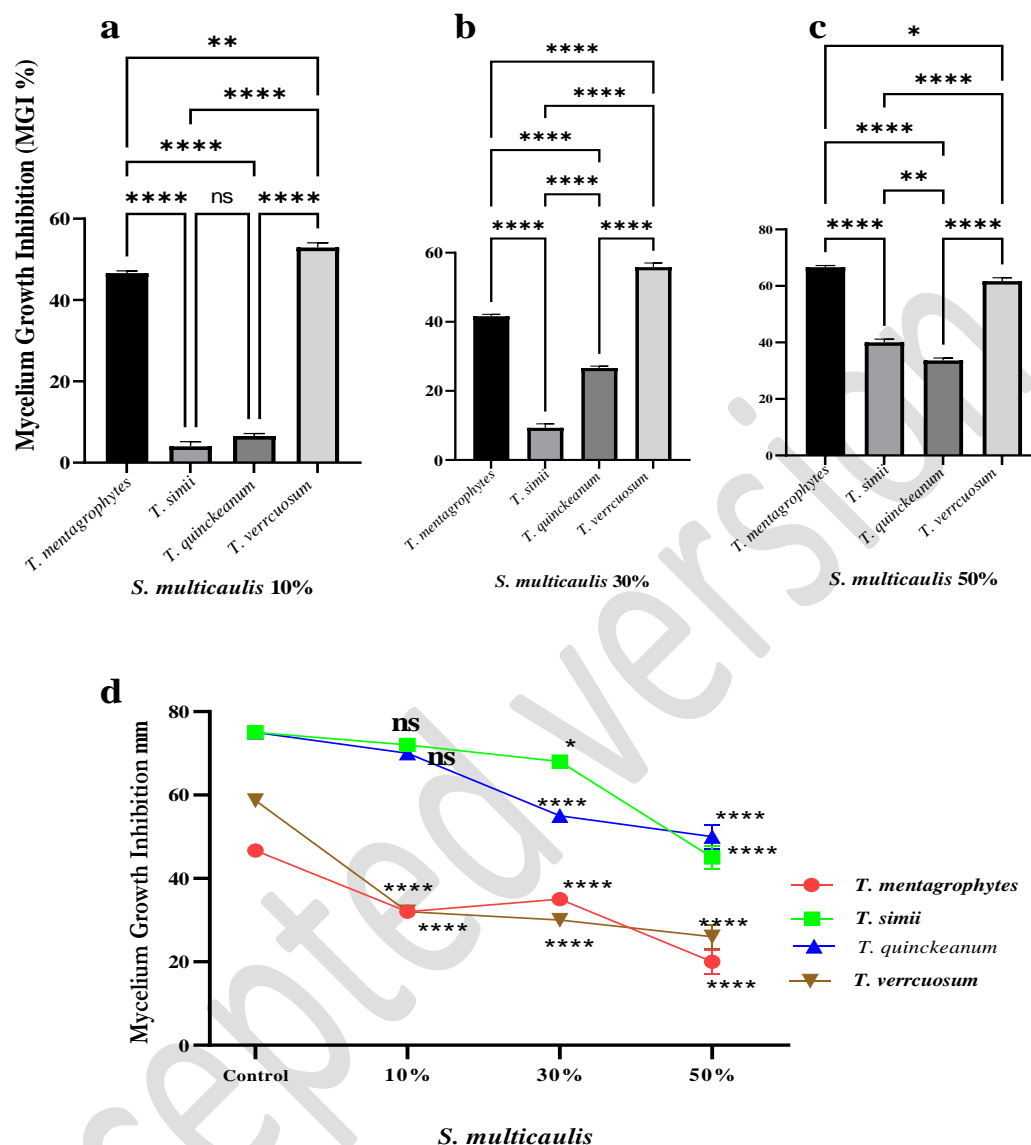 a
b
c
Mycelium Growth Inhibition (MGI %)
**
****
****
****
ns
****
60
40
20
0
T. mentagrophytes
T. simii
T. quinckeanum
T. verrcuosum
S. multicaulis 10%
****
****
****
****
****
****
60
40
20
0
T. mentagrophytes
T. simii
T. quinckeanum
T. verrcuosum
S. multicaulis 30%
*
****
****
**
****
****
80
60
40
20
0
T. mentagrophytes
T. simii
T. quinckeanum
T. verrcuosum
S. multicaulis 50%
d
Mycelium Growth Inhibition mm
80
60
40
20
0
ns
ns
*
****
****
****
****
****
****
****
****
****
Control
10%
30%
50%
S. multicaulis
T. mentagrophytes
T. simii
T. quinckeanum
T. verrcuosum
epted version